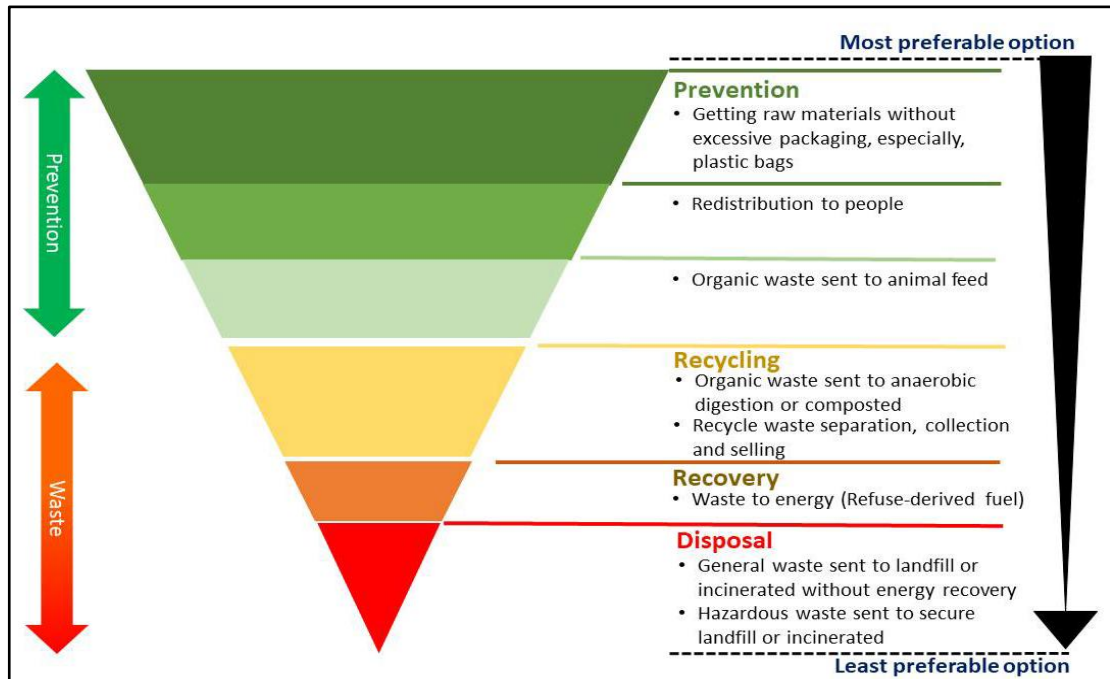 Most preferable option
Prevention
Prevention
• Getting raw materials without
excessive packaging, especially,
plastic bags
• Redistribution to people
• Organic waste sent to animal feed
Waste
Recycling
• Organic waste sent to anaerobic
digestion or composted
• Recycle waste separation, collection
and selling
Recovery
• Waste to energy (Refuse-derived fuel)
Disposal
• General waste sent to landfill or
incinerated without energy recovery
• Hazardous waste sent to secure
landfill or incinerated
Least preferable option